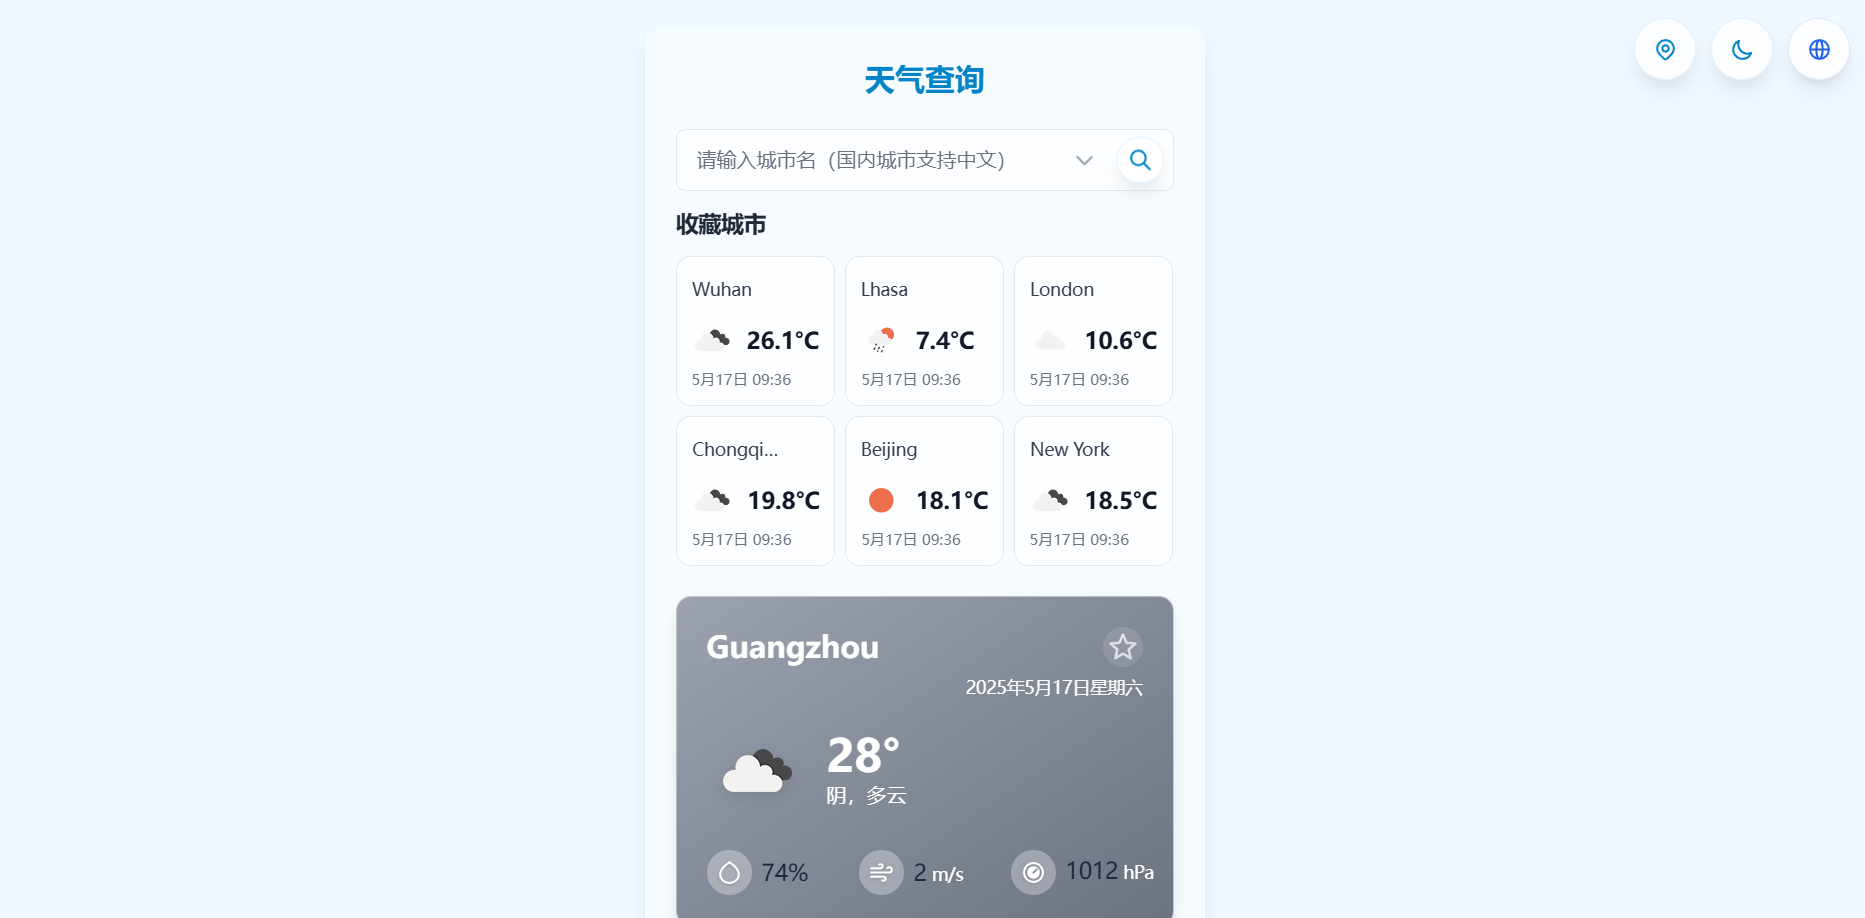 天气查询
请输入城市名（国内城市支持中文）
收藏城市
Wuhan
26.1°C
5月17日 09:36
Lhasa
7.4°C
5月17日 09:36
London
10.6°C
5月17日 09:36
Chongqi...
19.8°C
5月17日 09:36
Beijing
18.1°C
5月17日 09:36
New York
18.5°C
5月17日 09:36
Guangzhou
2025年5月17日星期六
28°
阴，多云
74%
2 m/s
1012 hPa